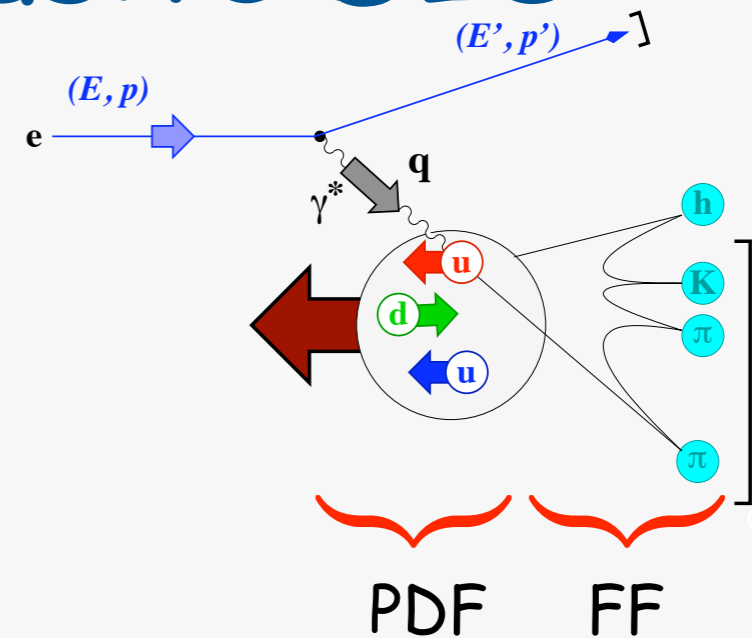 (E’, p’)
(E, p)
e
q
γ*
h
u
K
d
π
u
π
PDF FF